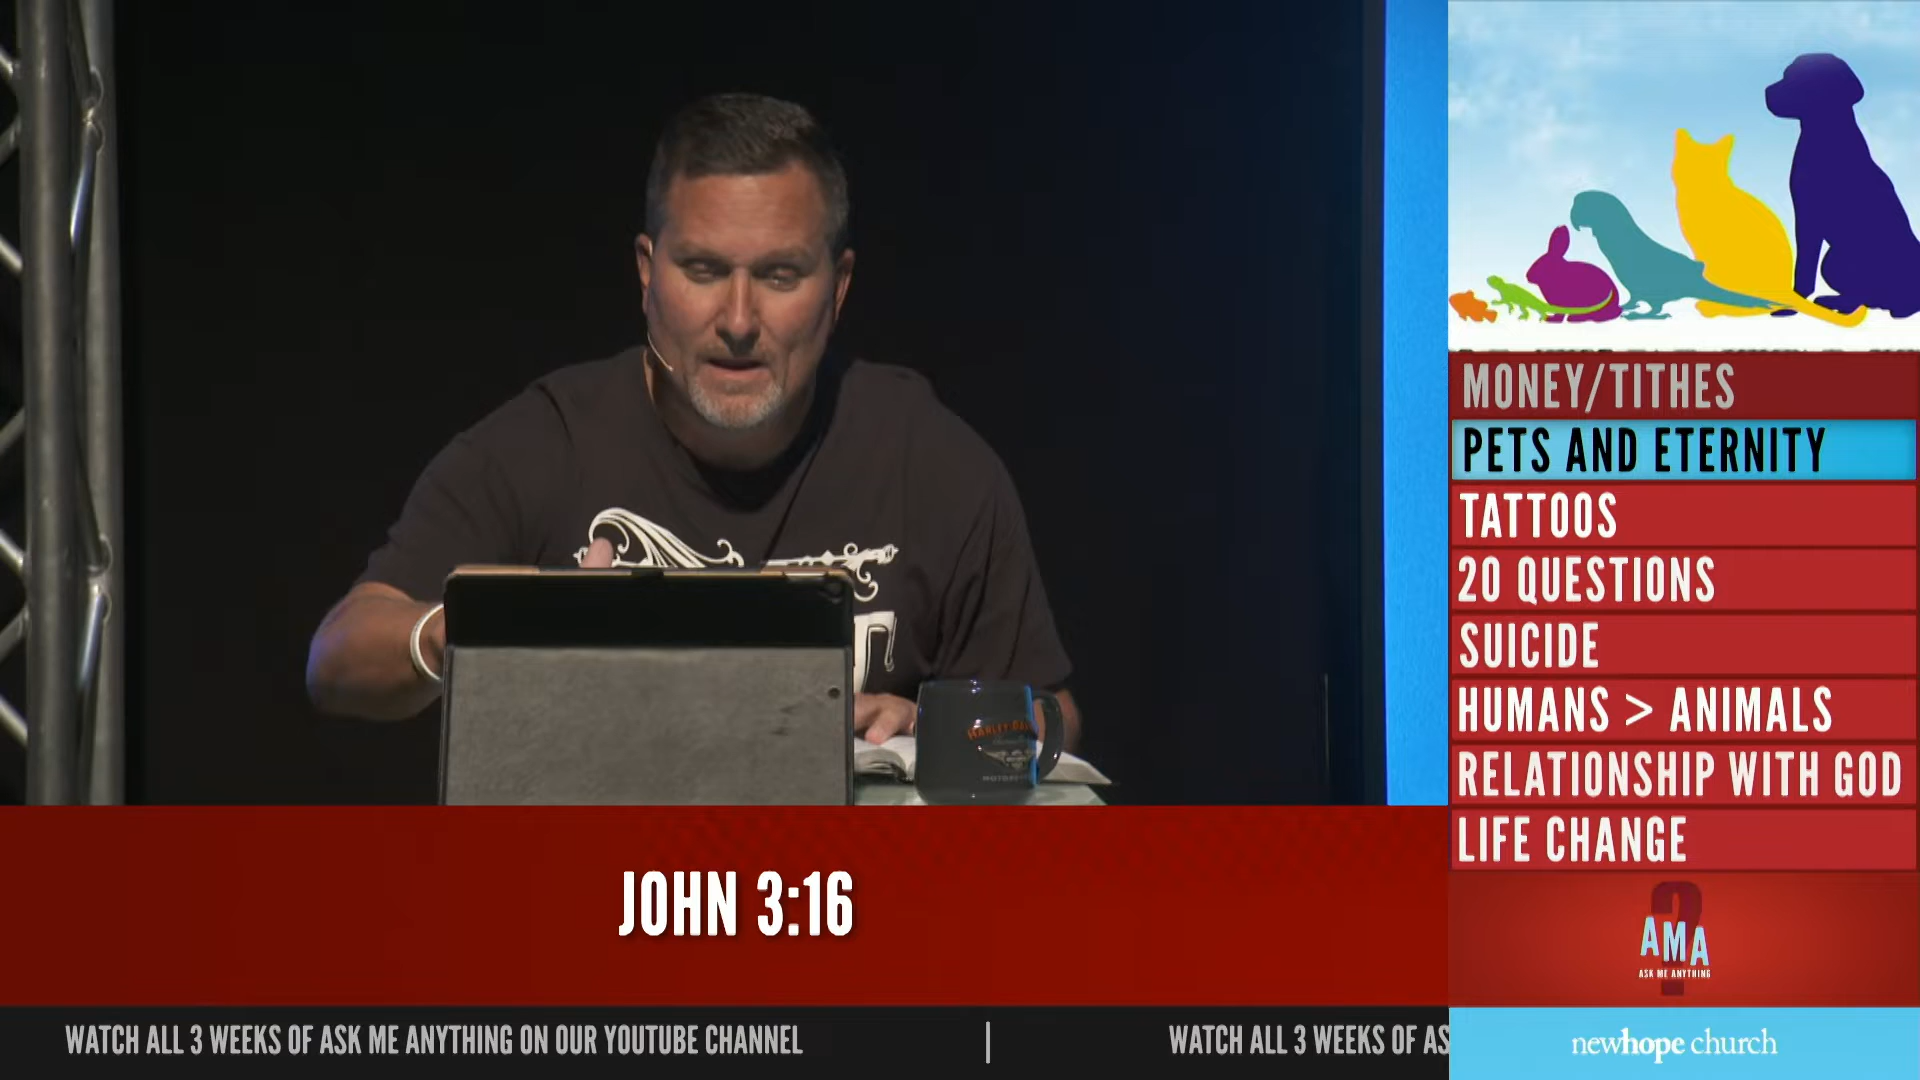 MONEY/TITHES
PETS AND ETERNITY
TATTOOS
20 QUESTIONS
SUICIDE
HUMANS > ANIMALS
RELATIONSHIP WITH GOD
LIFE CHANGE
?
AMA
ASK ME ANYTHING
JOHN 3:16
WATCH ALL 3 WEEKS OF ASK ME ANYTHING ON OUR YOUTUBE CHANNEL | WATCH ALL 3 WEEKS OF AS
newhope church